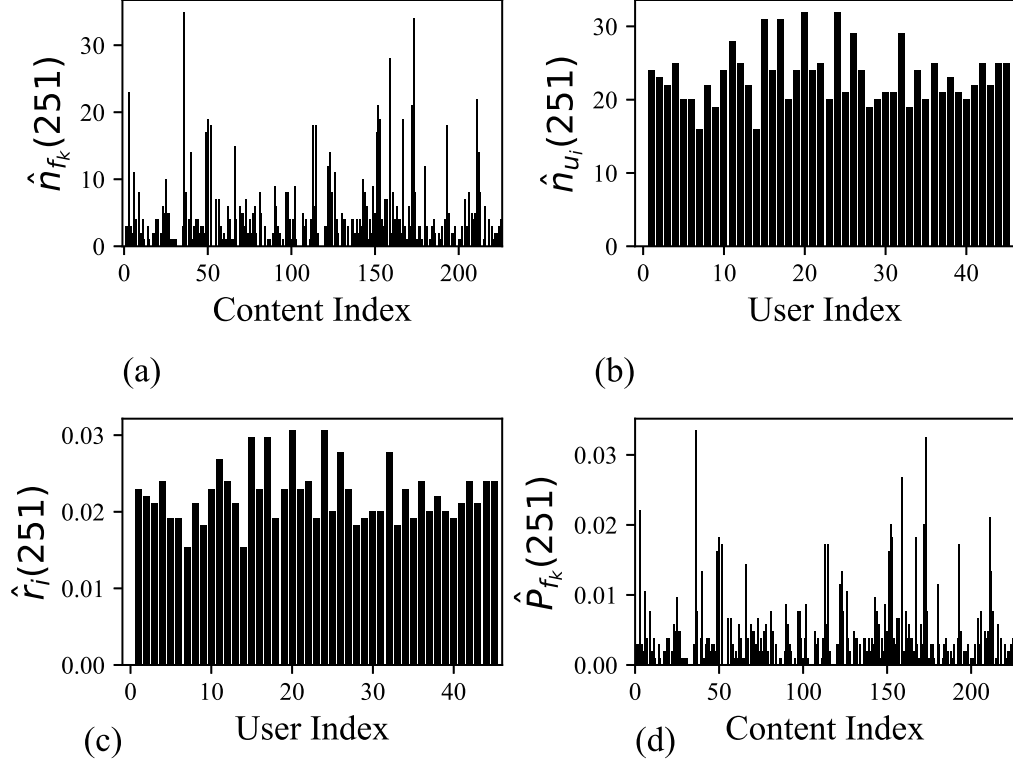 30
20
10
0
n̂_{f_k}(251)
0 50 100 150 200
Content Index
(a)
30
20
10
0
n̂_{u_i}(251)
0 10 20 30 40
User Index
(b)
0.03
0.02
0.01
0.00
r̂_i(251)
0 10 20 30 40
User Index
(c)
0.03
0.02
0.01
0.00
P̂_{f_k}(251)
0 50 100 150 200
Content Index
(d)